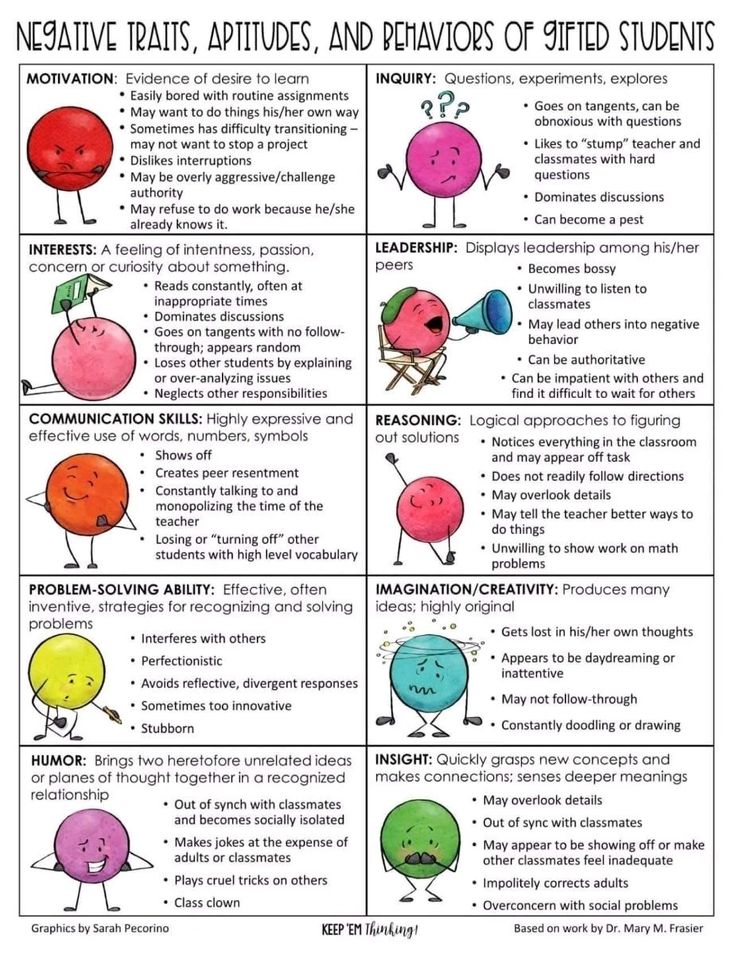 NEGATIVE TRAITS, APTITUDES, AND BEHAVIORS OF GIFTED STUDENTS
MOTIVATION: Evidence of desire to learn
• Easily bored with routine assignments
• May want to do things his/her own way
• Sometimes has difficulty transitioning –
may not want to stop a project
• Dislikes interruptions
• May be overly aggressive/challenge
authority
• May refuse to do work because he/she
already knows it.
INQUIRY: Questions, experiments, explores
???
• Goes on tangents, can be
obnoxious with questions
• Likes to “stump” teacher and
classmates with hard
questions
• Dominates discussions
• Can become a pest
INTERESTS: A feeling of intentness, passion,
concern or curiosity about something.
• Reads constantly, often at
inappropriate times
• Dominates discussions
• Goes on tangents with no follow-
through; appears random
• Loses other students by explaining
or over-analyzing issues
• Neglects other responsibilities
LEADERSHIP: Displays leadership among his/her
peers
• Becomes bossy
• Unwilling to listen to
classmates
• May lead others into negative
behavior
• Can be authoritative
• Can be impatient with others and
find it difficult to wait for others
COMMUNICATION SKILLS: Highly expressive and
effective use of words, numbers, symbols
• Shows off
• Creates peer resentment
• Constantly talking to and
monopolizing the time of the
teacher
• Losing or “turning off” other
students with high level vocabulary
REASONING: Logical approaches to figuring
out solutions
• Notices everything in the classroom
and may appear off task
• Does not readily follow directions
• May overlook details
• May tell the teacher better ways to
do things
• Unwilling to show work on math
problems
PROBLEM-SOLVING ABILITY: Effective, often
inventive, strategies for recognizing and solving
problems
• Interferes with others
• Perfectionistic
• Avoids reflective, divergent responses
• Sometimes too innovative
• Stubborn
IMAGINATION/CREATIVITY: Produces many
ideas; highly original
• Gets lost in his/her own thoughts
• Appears to be daydreaming or
inattentive
• May not follow-through
• Constantly doodling or drawing
HUMOR: Brings two heretofore unrelated ideas
or planes of thought together in a recognized
relationship
• Out of synch with classmates
and becomes socially isolated
• Makes jokes at the expense of
adults or classmates
• Plays cruel tricks on others
• Class clown
INSIGHT: Quickly grasps new concepts and
makes connections; senses deeper meanings
• May overlook details
• Out of sync with classmates
• May appear to be showing off or make
other classmates feel inadequate
• Impolitely corrects adults
• Overconcern with social problems
Graphics by Sarah Pecorino
KEEP 'EM Thinking!
Based on work by Dr. Mary M. Frasier